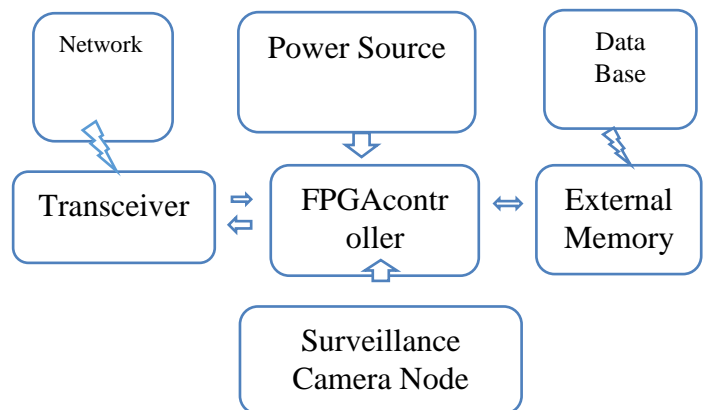 Network
Power Source
Data
Base
Transceiver
FPGAcontr
oller
External
Memory
Surveillance
Camera Node